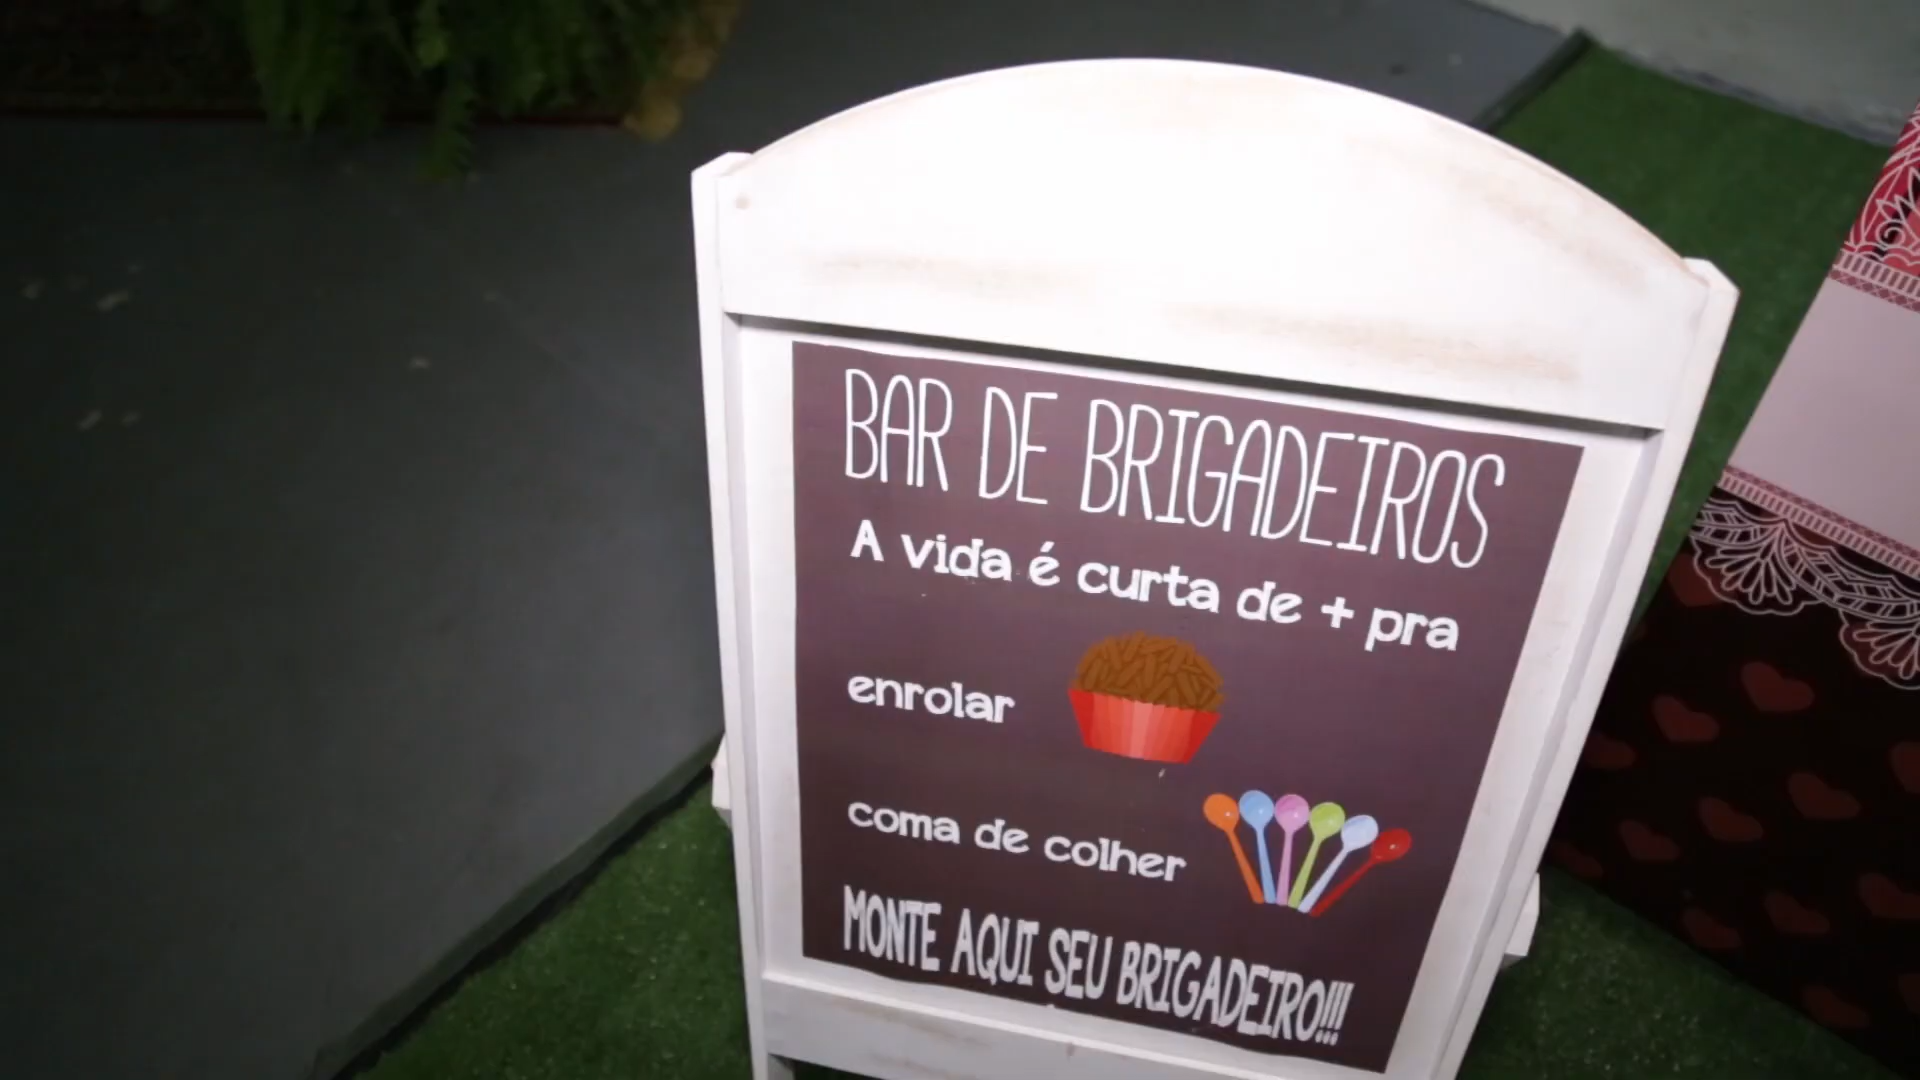 BAR DE BRIGADEIROS
A vida é curta de + pra
enrolar
coma de colher
MONTE AQUI SEU BRIGADEIRO!!!